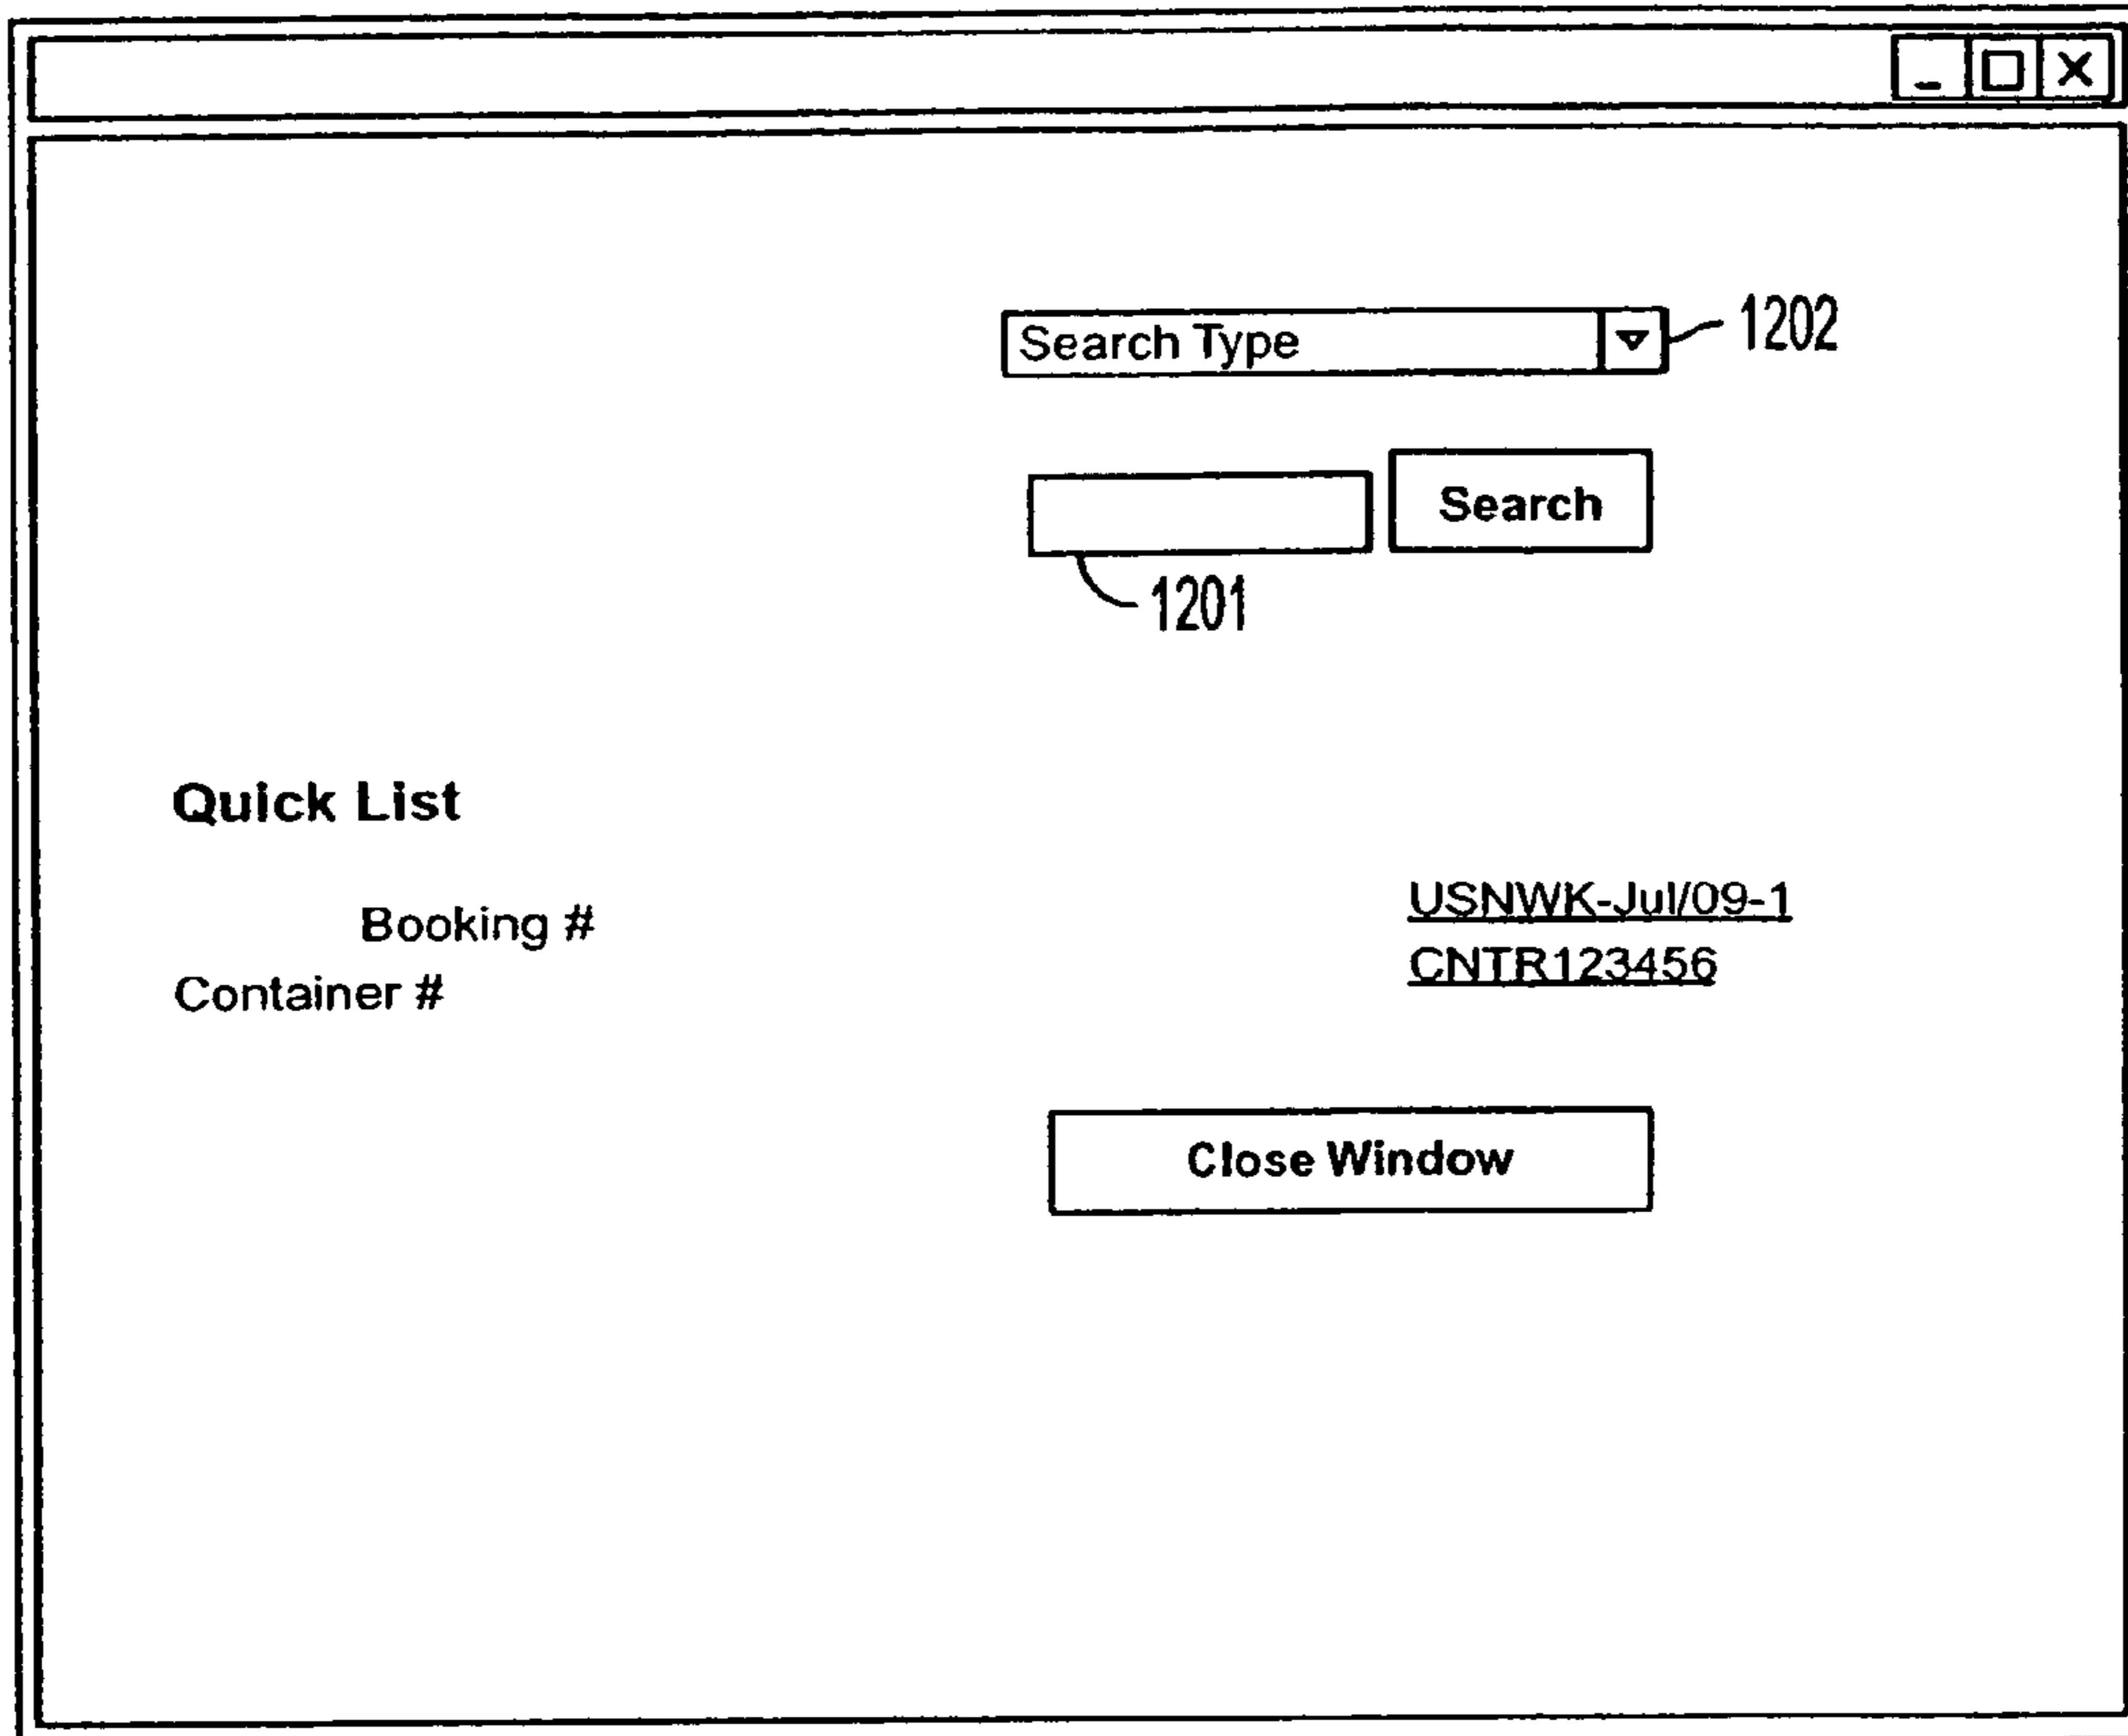 Search Type 1202
Search
1201
Quick List
Booking # USNWK-Jul/09-1
Container # CNTR123456
Close Window